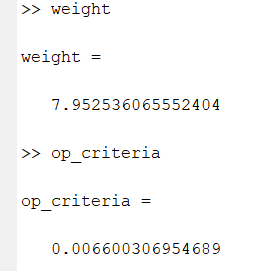 >> weight
weight =
7.952536065552404
>> op_criteria
op_criteria =
0.006600306954689